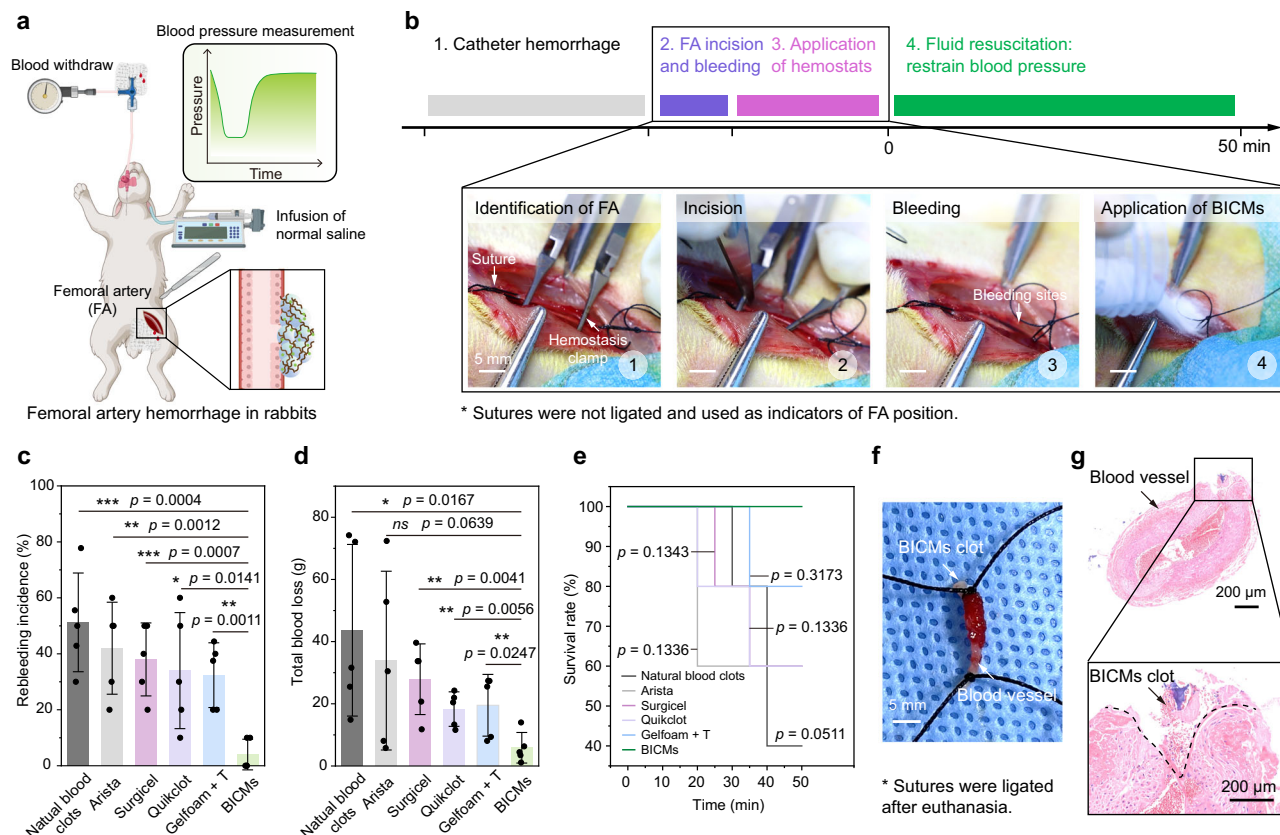 a
Blood pressure measurement
Blood withdraw
Pressure
Time
Infusion of
normal saline
Femoral artery
(FA)
Femoral artery hemorrhage in rabbits
b
1. Catheter hemorrhage
2. FA incision
and bleeding
3. Application
of hemostats
4. Fluid resuscitation:
restrain blood pressure
0
50 min
Identification of FA
Suture
Hemostasis
clamp
5 mm
1
Incision
2
Bleeding
Bleeding sites
3
Application of BICMs
4
* Sutures were not ligated and used as indicators of FA position.
c
Rebleeding incidence (%)
100
80
60
40
20
0
*** p = 0.0004
** p = 0.0012
*** p = 0.0007
* p = 0.0141
**
p = 0.0011
Natual blood
clots
Arista
Surgicel
Quikclot
Gelfoam + T
BICMs
d
Total blood loss (g)
80
60
40
20
0
* p = 0.0167
ns p = 0.0639
** p = 0.0041
** p = 0.0056
**
p = 0.0247
Natural blood
clots
Arista
Surgicel
Quikclot
Gelfoam + T
BICMs
e
Survival rate (%)
100
90
80
70
60
50
40
p = 0.1343
p = 0.3173
p = 0.1336
p = 0.1336
p = 0.0511
Natural blood clots
Arista
Surgicel
Quikclot
Gelfoam + T
BICMs
0
10
20
30
40
50
Time (min)
f
BICMs clot
Blood vessel
5 mm
* Sutures were ligated
after euthanasia.
g
Blood vessel
200 μm
BICMs clot
200 μm